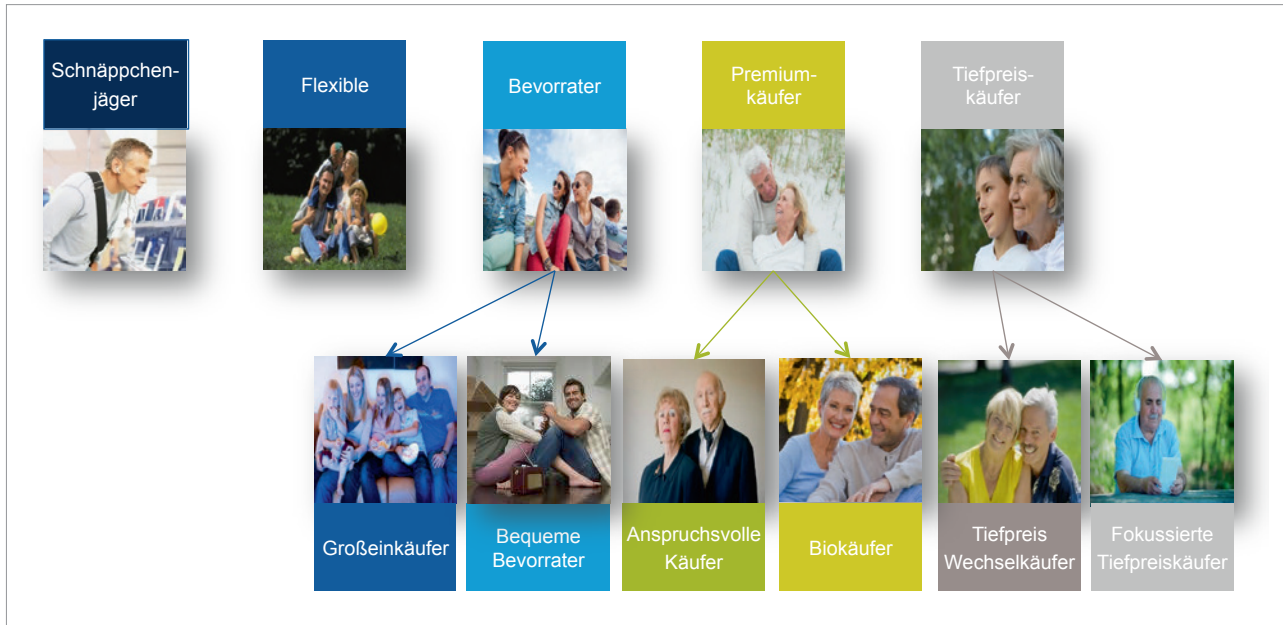 Schnäppchen-
jäger
Flexible
Bevorrater
Premium-
käufer
Tiefpreis-
käufer
Großeinkäufer
Bequeme
Bevorrater
Anspruchsvolle
Käufer
Biokäufer
Tiefpreis
Wechselkäufer
Fokussierte
Tiefpreiskäufer